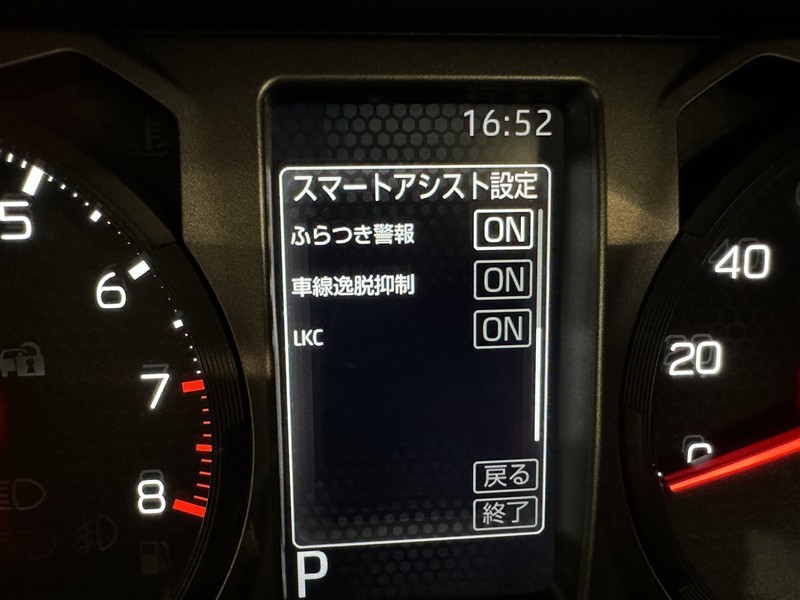 16:52
スマートアシスト設定
ふらつき警報 ON
車線逸脱抑制 ON
LKC ON
戻る
終了
P
5
6
7
8
40
20
0